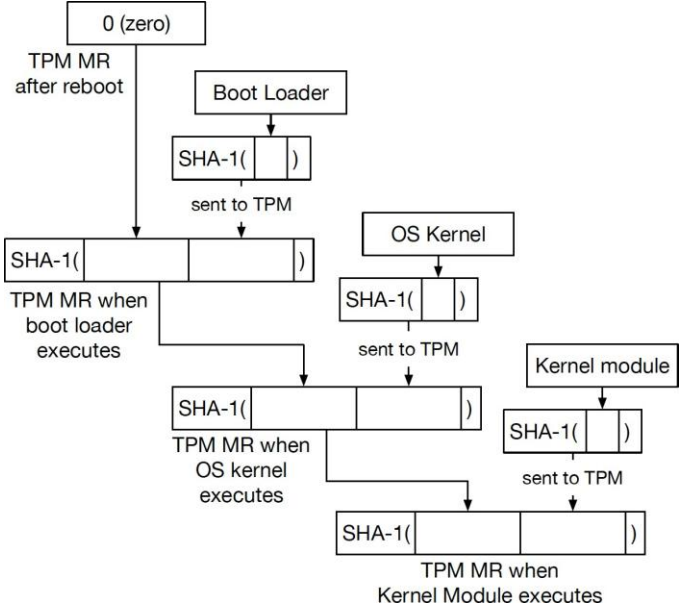 0 (zero)
TPM MR
after reboot
Boot Loader
SHA-1( )
sent to TPM
SHA-1( )
TPM MR when
boot loader
executes
OS Kernel
SHA-1( )
sent to TPM
SHA-1( )
TPM MR when
OS kernel
executes
Kernel module
SHA-1( )
sent to TPM
SHA-1( )
TPM MR when
Kernel Module executes